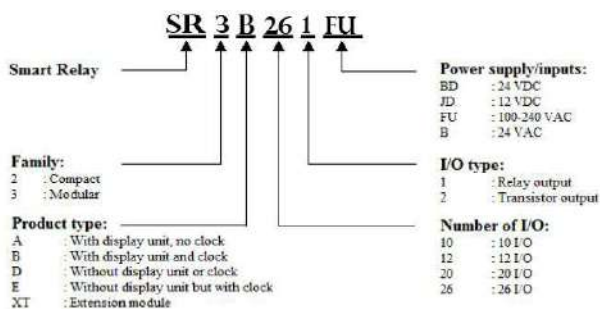 SR 3 B 26 1 FU
Smart Relay
Family:
2 : Compact
3 : Modular
Product type:
A : With display unit, no clock
B : With display unit and clock
D : Without display unit or clock
E : Without display unit but with clock
XT : Extension module
Power supply/inputs:
BD : 24 VDC
JD : 12 VDC
FU : 100-240 VAC
B : 24 VAC
I/O type:
1 : Relay output
2 : Transistor output
Number of I/O:
10 : 10 I/O
12 : 12 I/O
20 : 20 I/O
26 : 26 I/O